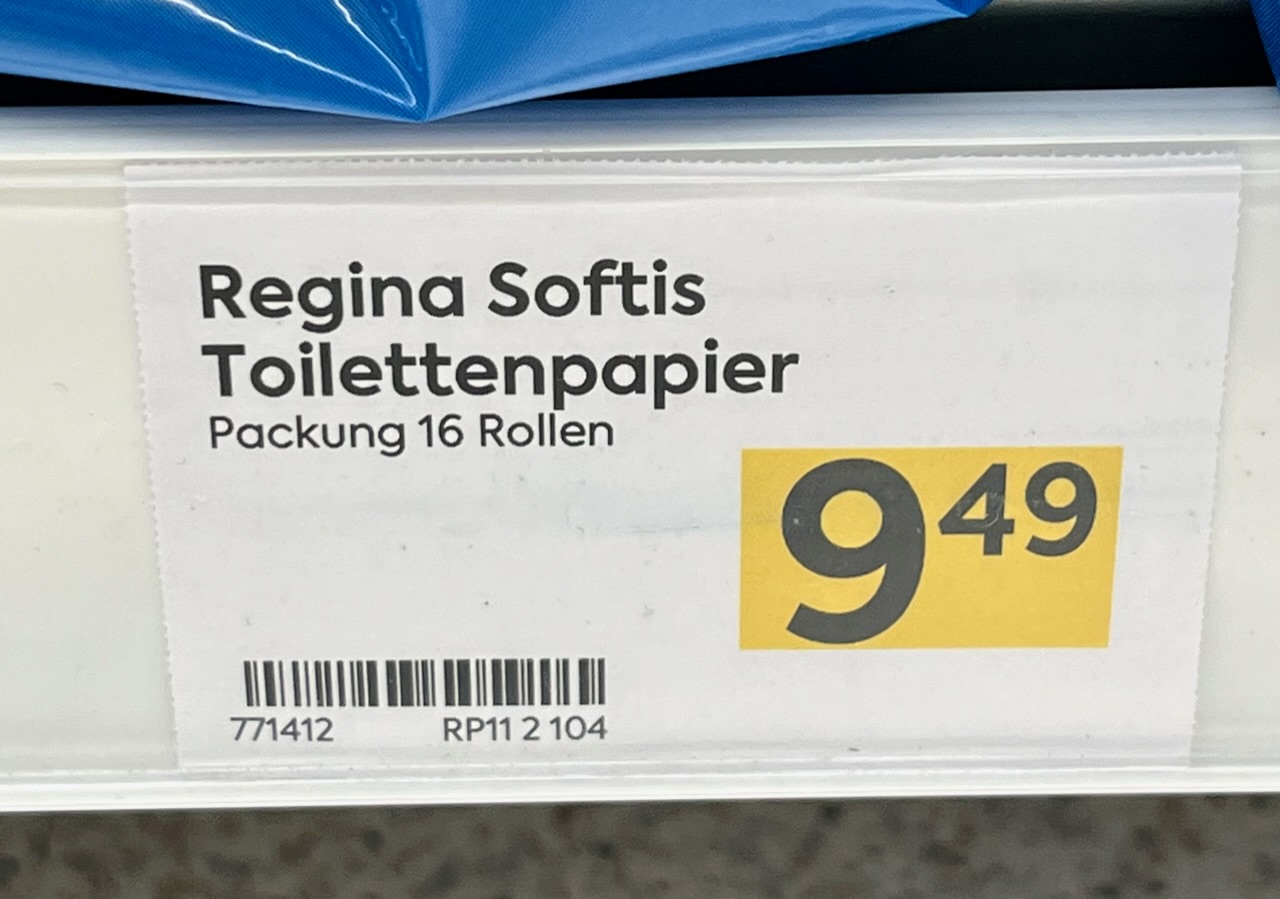 Regina Softis
Toilettenpapier
Packung 16 Rollen
9 49
771412 RP11 2 104